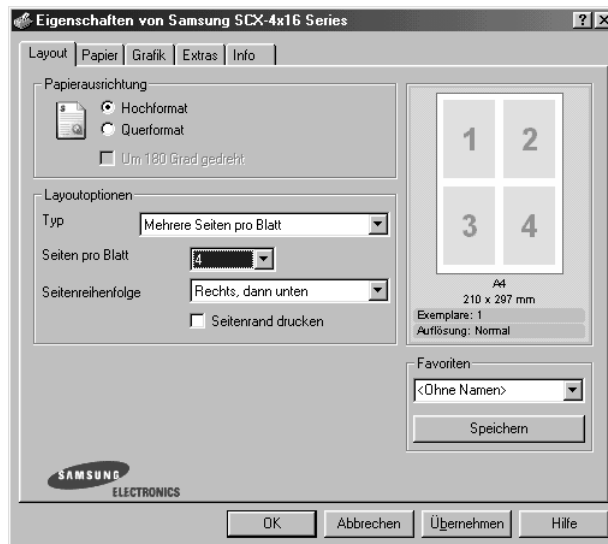 Eigenschaften von Samsung SCX-4x16 Series
Layout Papier Grafik Extras Info
Papierausrichtung
Hochformat
Querformat
Um 180 Grad gedreht
Layoutoptionen
Typ Mehrere Seiten pro Blatt
Seiten pro Blatt 4
Seitenreihenfolge Rechts, dann unten
Seitenrand drucken
1 2
3 4
A4
210 x 297 mm
Exemplare: 1
Auflösung: Normal
Favoriten
<Ohne Namen>
Speichern
SAMSUNG
ELECTRONICS
OK Abbrechen Übernehmen Hilfe